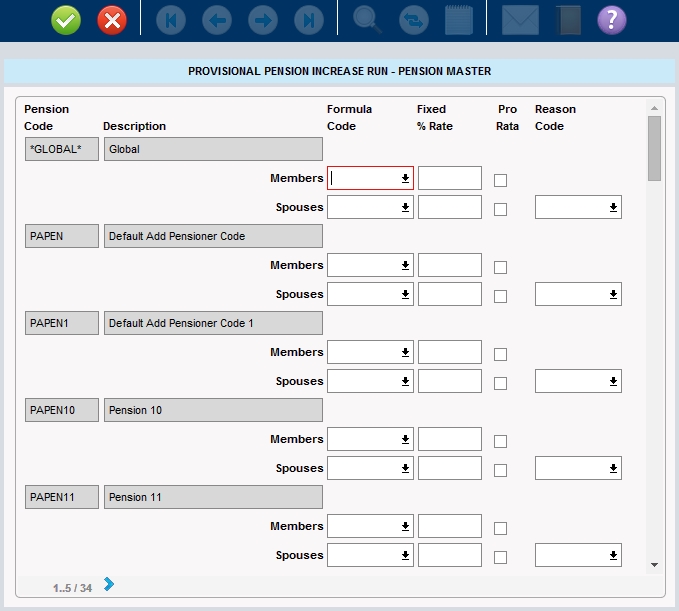 ?
PROVISIONAL PENSION INCREASE RUN - PENSION MASTER
Pension Code Description Formula Code Fixed % Rate Pro Rata Reason Code
*GLOBAL* Global
Members
Spouses
PAPEN Default Add Pensioner Code
Members
Spouses
PAPEN1 Default Add Pensioner Code 1
Members
Spouses
PAPEN10 Pension 10
Members
Spouses
PAPEN11 Pension 11
Members
Spouses
1..5 / 34